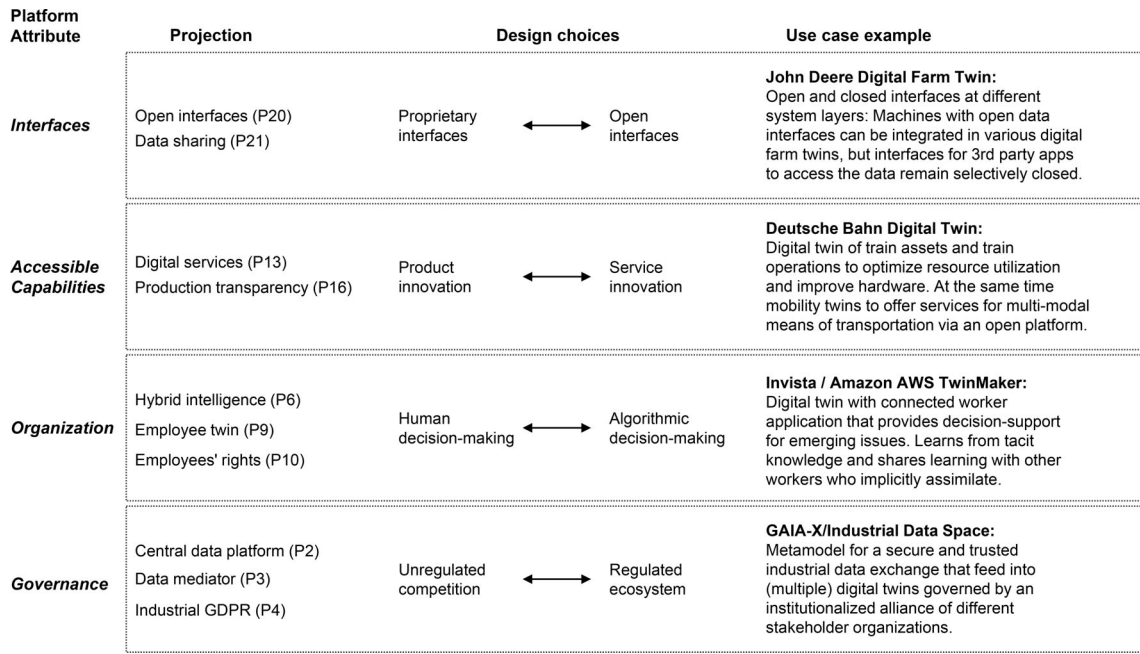 Platform
Attribute
Projection
Design choices
Use case example
Interfaces
Open interfaces (P20)
Data sharing (P21)
Proprietary
interfaces
Open
interfaces
John Deere Digital Farm Twin:
Open and closed interfaces at different
system layers: Machines with open data
interfaces can be integrated in various digital
farm twins, but interfaces for 3rd party apps
to access the data remain selectively closed.
Accessible
Capabilities
Digital services (P13)
Production transparency (P16)
Product
innovation
Service
innovation
Deutsche Bahn Digital Twin:
Digital twin of train assets and train
operations to optimize resource utilization
and improve hardware. At the same time
mobility twins to offer services for multi-modal
means of transportation via an open platform.
Organization
Hybrid intelligence (P6)
Employee twin (P9)
Employees' rights (P10)
Human
decision-making
Algorithmic
decision-making
Invista / Amazon AWS TwinMaker:
Digital twin with connected worker
application that provides decision-support
for emerging issues. Learns from tacit
knowledge and shares learning with other
workers who implicitly assimilate.
Governance
Central data platform (P2)
Data mediator (P3)
Industrial GDPR (P4)
Unregulated
competition
Regulated
ecosystem
GAIA-X/Industrial Data Space:
Metamodel for a secure and trusted
industrial data exchange that feed into
(multiple) digital twins governed by an
institutionalized alliance of different
stakeholder organizations.